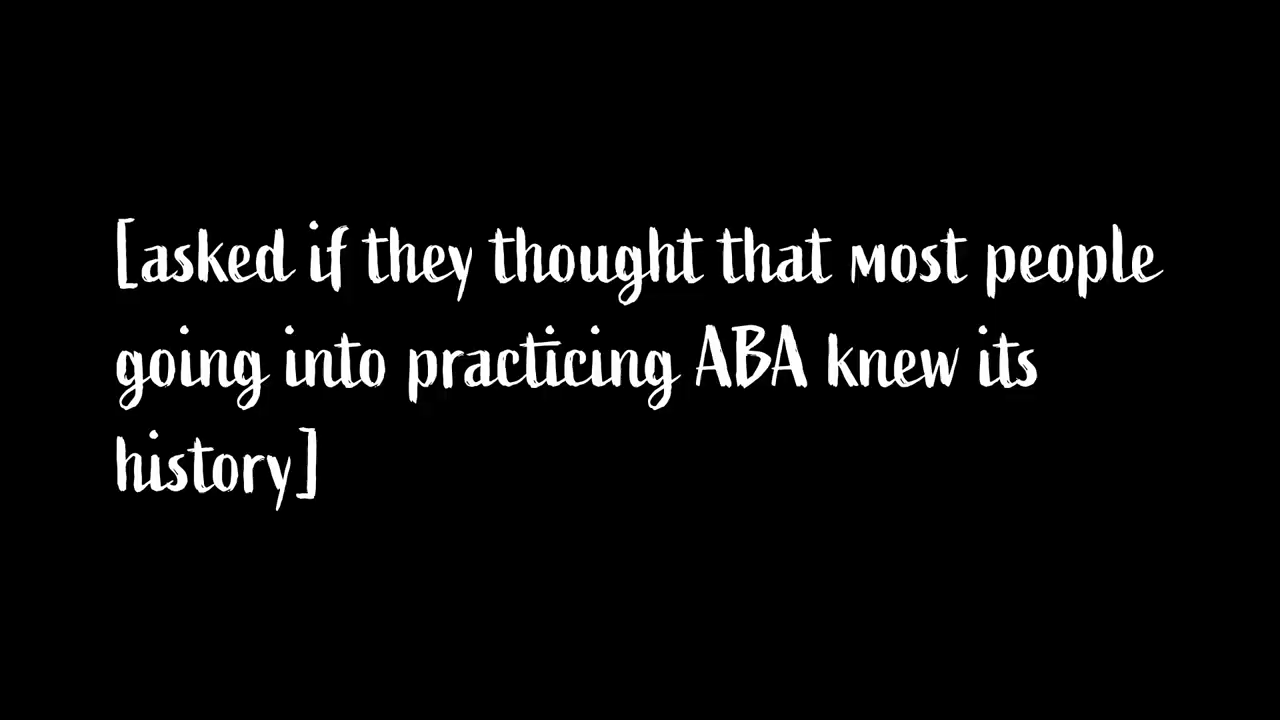 [asked if they thought that most people
going into practicing ABA knew its
history]